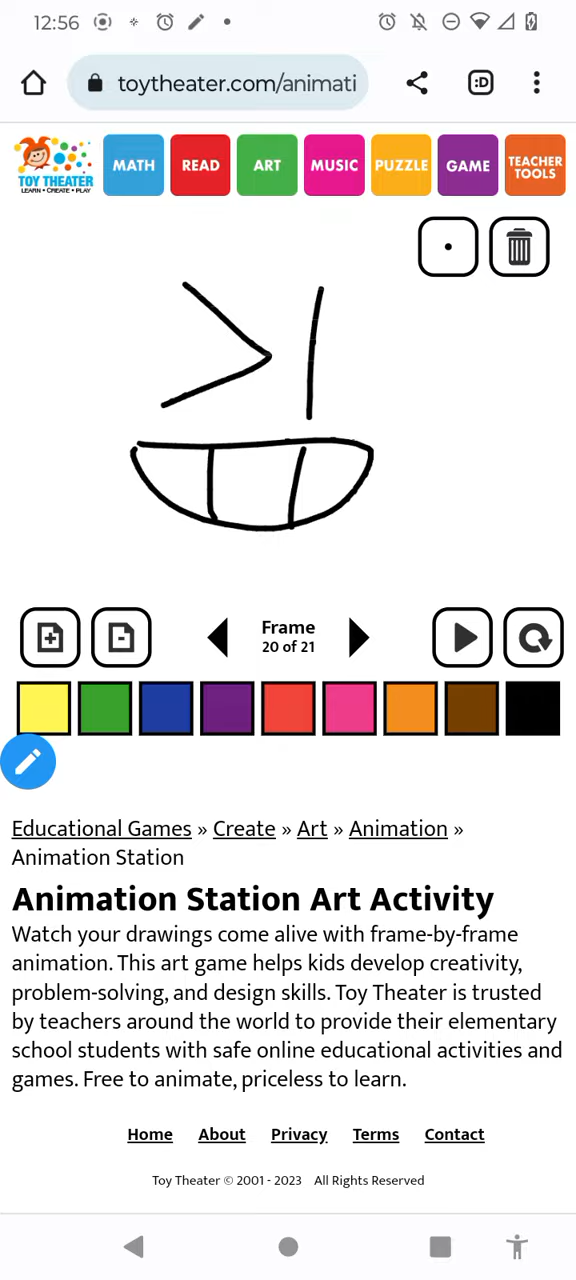 12:56
toytheater.com/animati
:D
TOY THEATER
LEARN • CREATE • PLAY
MATH
READ
ART
MUSIC
PUZZLE
GAME
TEACHER
TOOLS
Frame
20 of 21
Educational Games » Create » Art » Animation »
Animation Station
Animation Station Art Activity
Watch your drawings come alive with frame-by-frame
animation. This art game helps kids develop creativity,
problem-solving, and design skills. Toy Theater is trusted
by teachers around the world to provide their elementary
school students with safe online educational activities and
games. Free to animate, priceless to learn.
Home About Privacy Terms Contact
Toy Theater © 2001 - 2023 All Rights Reserved